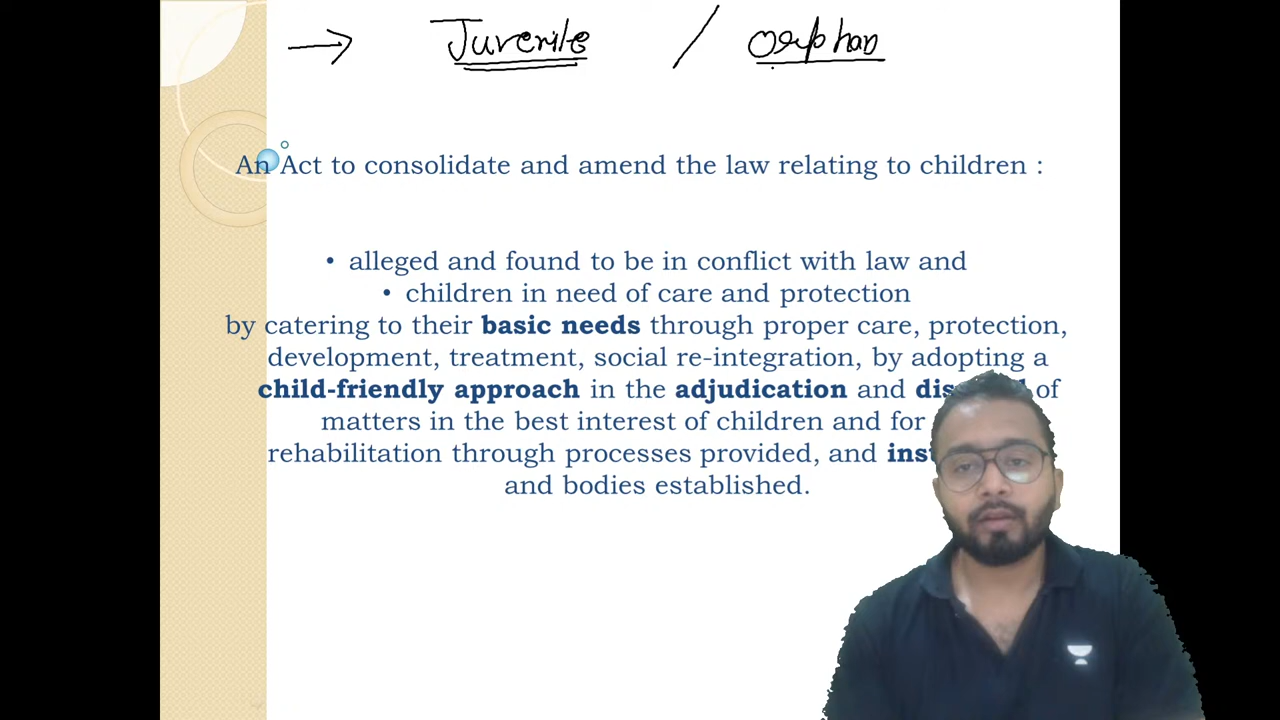 → Juvenile / Orphan
An Act to consolidate and amend the law relating to children :
• alleged and found to be in conflict with law and
• children in need of care and protection
by catering to their basic needs through proper care, protection,
development, treatment, social re-integration, by adopting a
child-friendly approach in the adjudication and of
matters in the best interest of children and for
rehabilitation through processes provided, and
and bodies established.